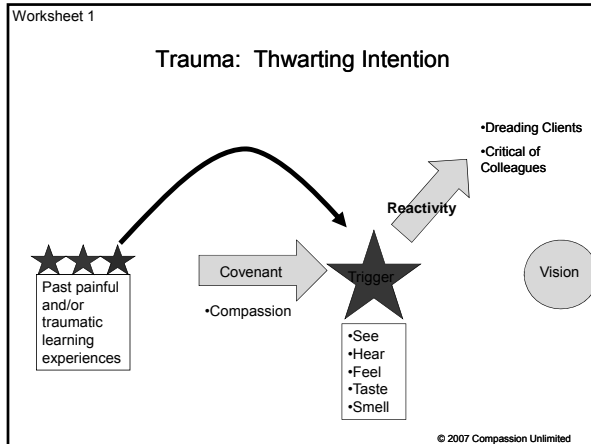 Worksheet 1
Trauma: Thwarting Intention
•Dreading Clients
•Critical of
Colleagues
Reactivity
Past painful
and/or
traumatic
learning
experiences
Covenant
•Compassion
Trigger
•See
•Hear
•Feel
•Taste
•Smell
Vision
© 2007 Compassion Unlimited